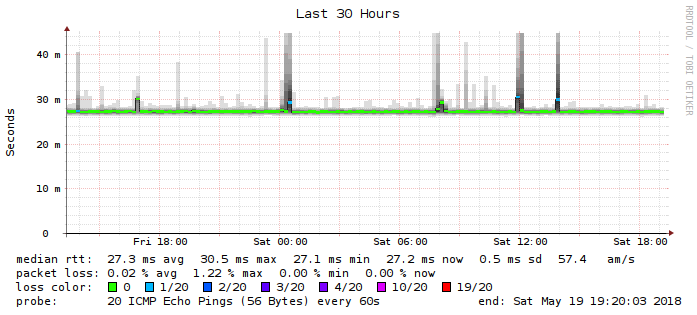 Last 30 Hours
RRDTOOL / TOBI OETIKER
Seconds
40 m
30 m
20 m
10 m
0
Fri 18:00 Sat 00:00 Sat 06:00 Sat 12:00 Sat 18:00
median rtt: 27.3 ms avg 30.5 ms max 27.1 ms min 27.2 ms now 0.5 ms sd 57.4 am/s
packet loss: 0.02 % avg 1.22 % max 0.00 % min 0.00 % now
loss color: 0 1/20 2/20 3/20 4/20 10/20 19/20
probe: 20 ICMP Echo Pings (56 Bytes) every 60s end: Sat May 19 19:20:03 2018